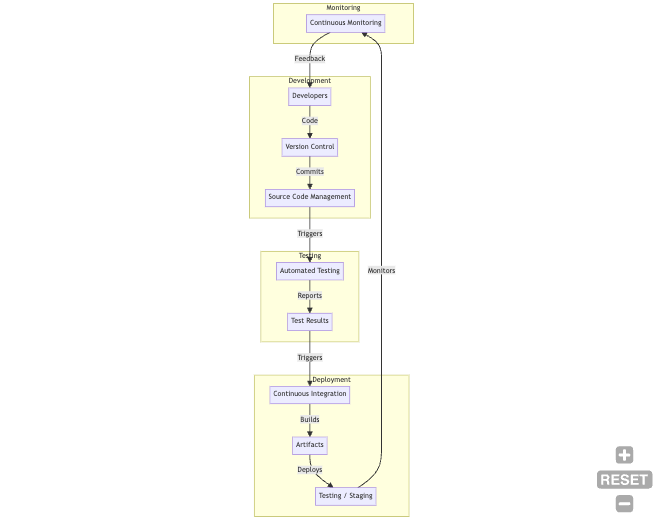 Monitoring
Continuous Monitoring
Feedback
Development
Developers
Code
Version Control
Commits
Source Code Management
Triggers
Testing
Automated Testing
Monitors
Reports
Test Results
Triggers
Deployment
Continuous Integration
Builds
Artifacts
Deploys
Testing / Staging
RESET